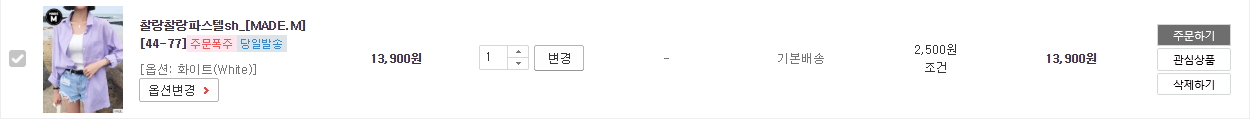 M
찰랑찰랑파스텔sh_[MADE.M]
[44-77] 주문폭주 당일발송
[옵션: 화이트(White)]
옵션변경 >
13,900원
1 변경
-
기본배송
2,500원
조건
13,900원
주문하기
관심상품
삭제하기